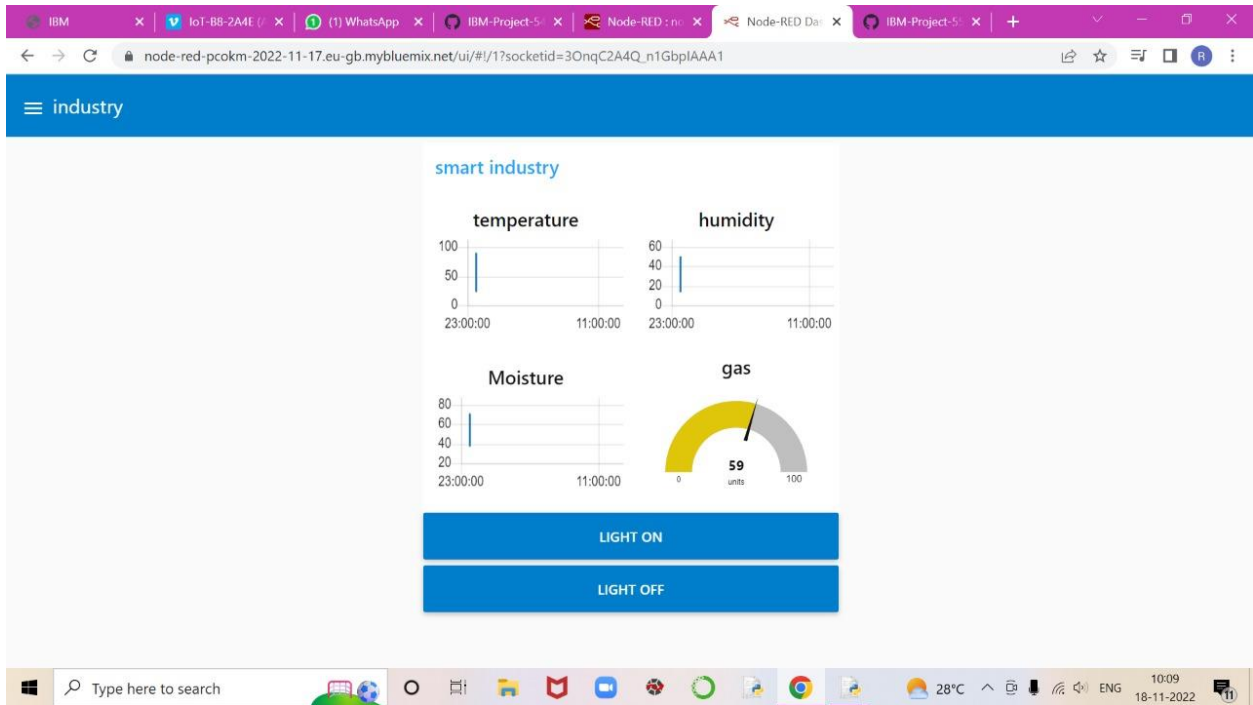 IBM
IoT-B8-2A4E (
(1) WhatsApp
IBM-Project-5
Node-RED : no
Node-RED Da
IBM-Project-5
node-red-pcokm-2022-11-17.eu-gb.mybluemix.net/ui/#!/1?socketid=3OnqC2A4Q_n1GbpIAAA1
R
industry
smart industry
temperature
100
50
0
23:00:00 11:00:00
humidity
60
40
20
0
23:00:00 11:00:00
Moisture
80
60
40
20
23:00:00 11:00:00
gas
59
units
0 100
LIGHT ON
LIGHT OFF
Type here to search
28°C
ENG
10:09
18-11-2022
11